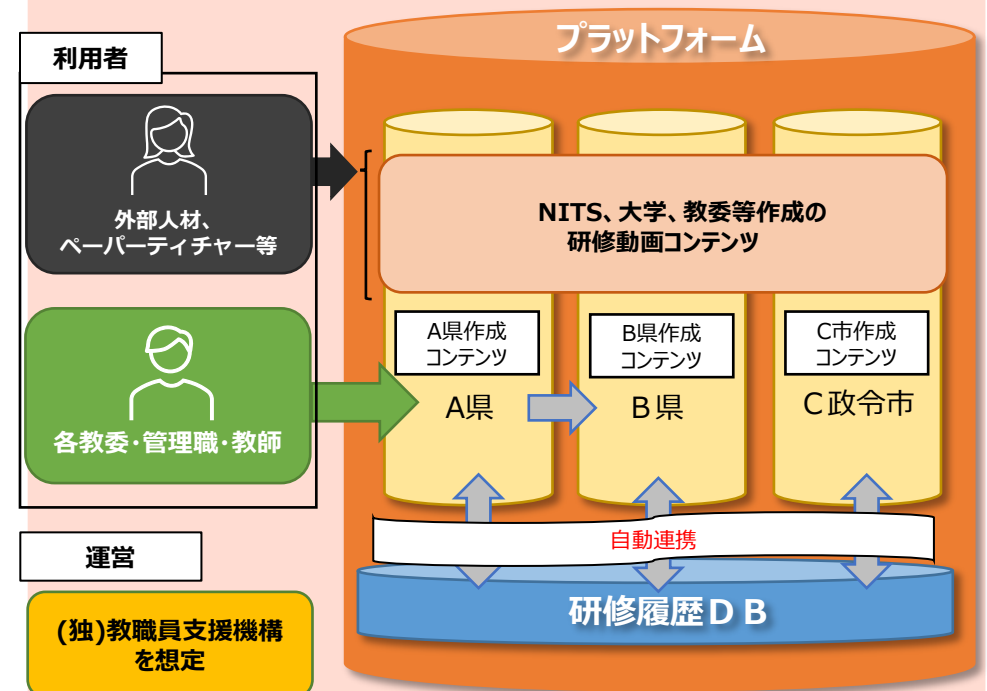 プラットフォーム
利用者
外部人材、
ペーパーティチャー等
NITS、大学、教委等作成の
研修動画コンテンツ
A県作成
コンテンツ
B県作成
コンテンツ
C市作成
コンテンツ
A県
Ｂ県
Ｃ政令市
各教委・管理職・教師
自動連携
運営
研修履歴ＤＢ
(独)教職員支援機構
を想定